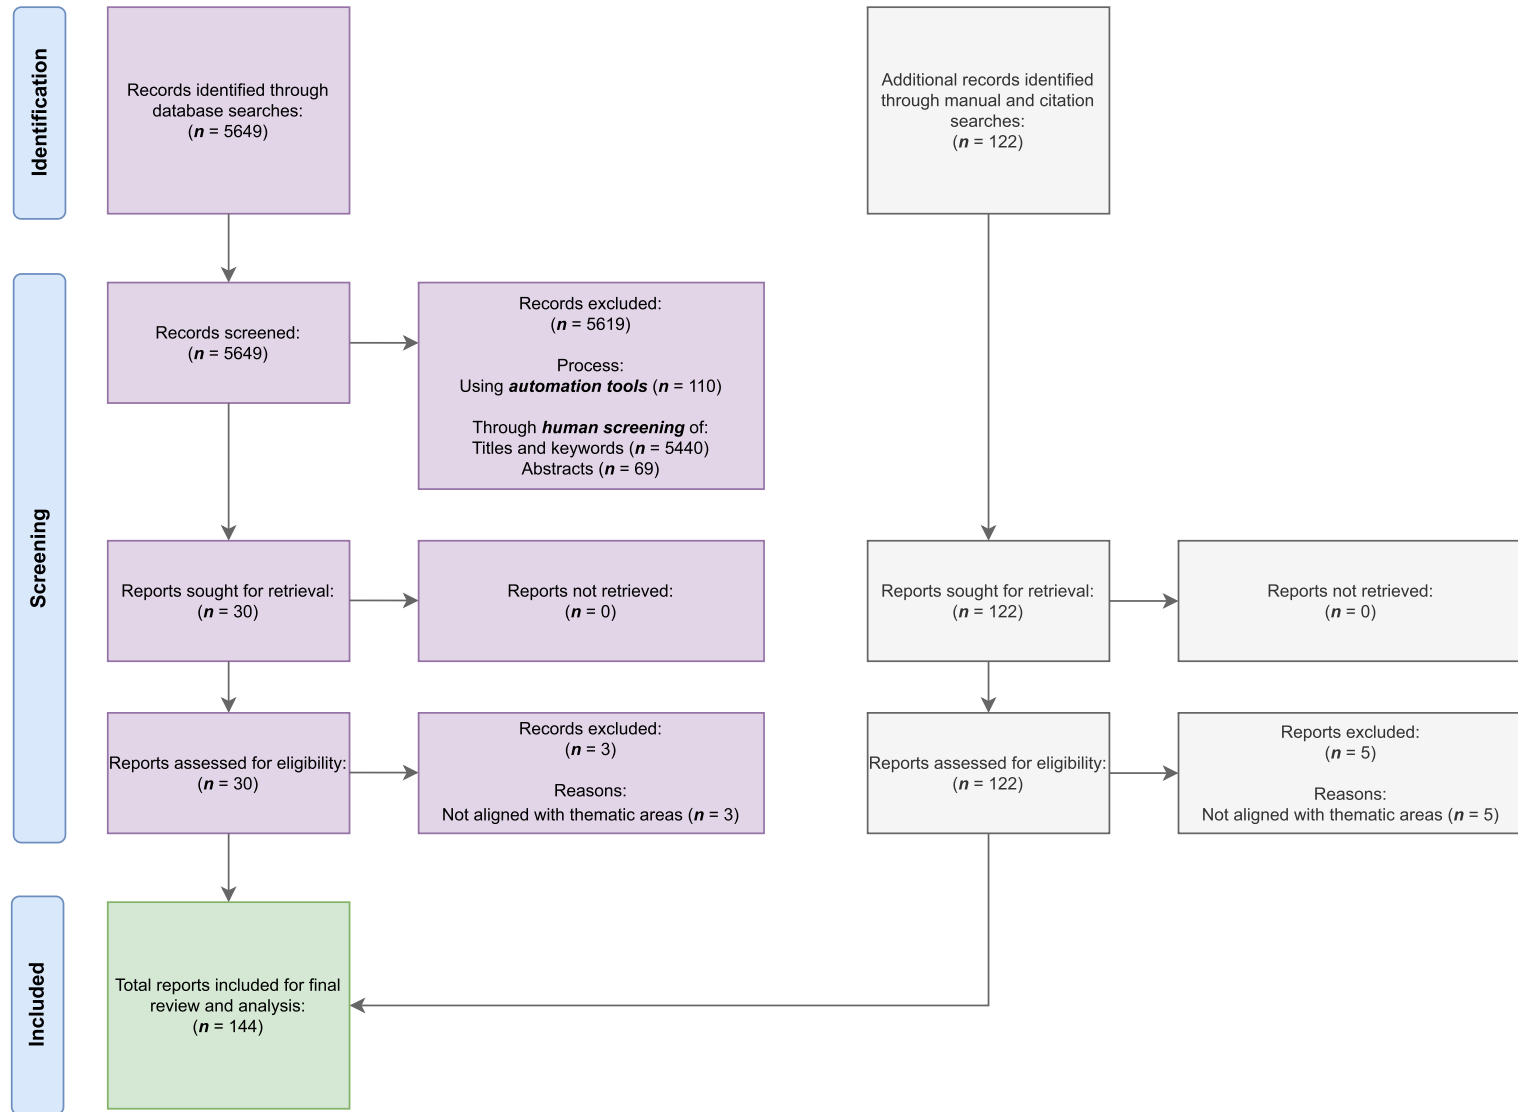 Identification
Records identified through
database searches:
(n = 5649)
Additional records identified
through manual and citation
searches:
(n = 122)
Screening
Records screened:
(n = 5649)
Records excluded:
(n = 5619)
Process:
Using automation tools (n = 110)
Through human screening of:
Titles and keywords (n = 5440)
Abstracts (n = 69)
Reports sought for retrieval:
(n = 30)
Reports not retrieved:
(n = 0)
Reports sought for retrieval:
(n = 122)
Reports not retrieved:
(n = 0)
Reports assessed for eligibility:
(n = 30)
Records excluded:
(n = 3)
Reasons:
Not aligned with thematic areas (n = 3)
Reports assessed for eligibility:
(n = 122)
Reports excluded:
(n = 5)
Reasons:
Not aligned with thematic areas (n = 5)
Included
Total reports included for final
review and analysis:
(n = 144)